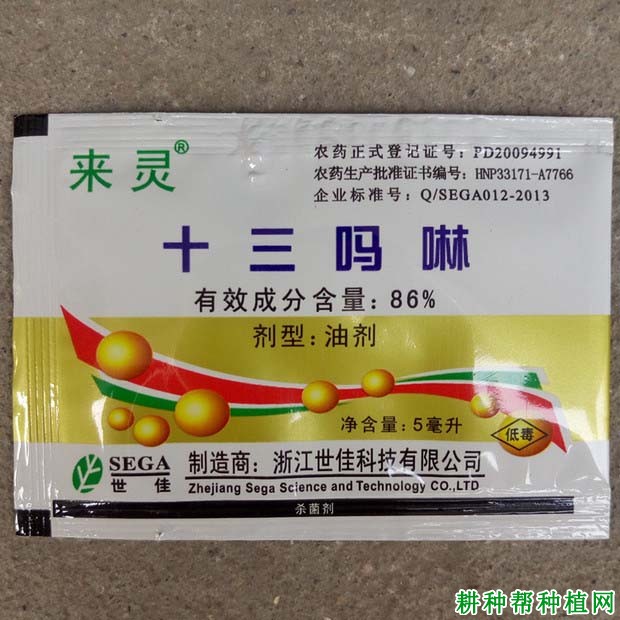 来灵®
农药正式登记证号：PD20094991
农药生产批准证书编号：HNP33171-A7766
企业标准号：Q/SEGA012-2013
十三吗啉
有效成分含量：86%
剂型：油剂
净含量：5毫升
低毒
SEGA
世佳
制造商：浙江世佳科技有限公司
Zhejiang Sega Science and Technology CO.,LTD
杀菌剂
耕种帮种植网